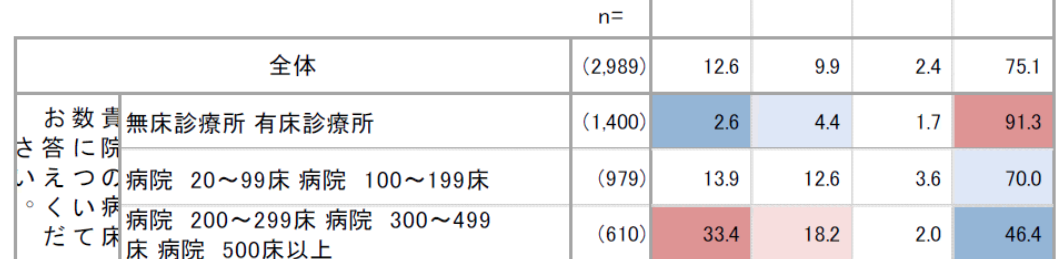 n=
全体 (2,989) 12.6 9.9 2.4 75.1
貴院の病床
数について
お答えくだ
さい。
無床診療所 有床診療所 (1,400) 2.6 4.4 1.7 91.3
病院 20～99床 病院 100～199床 (979) 13.9 12.6 3.6 70.0
病院 200～299床 病院 300～499
床 病院 500床以上 (610) 33.4 18.2 2.0 46.4